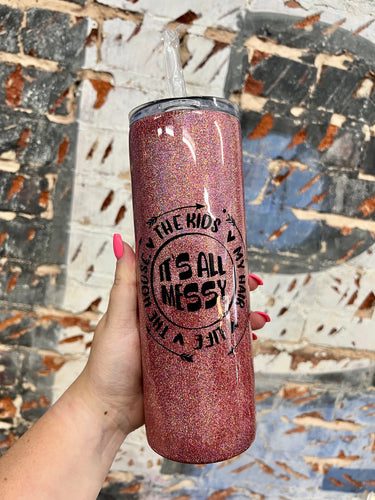 THE KIDS
MY HAIR
LIFE
THE HOUSE
IT'S ALL
MESSY